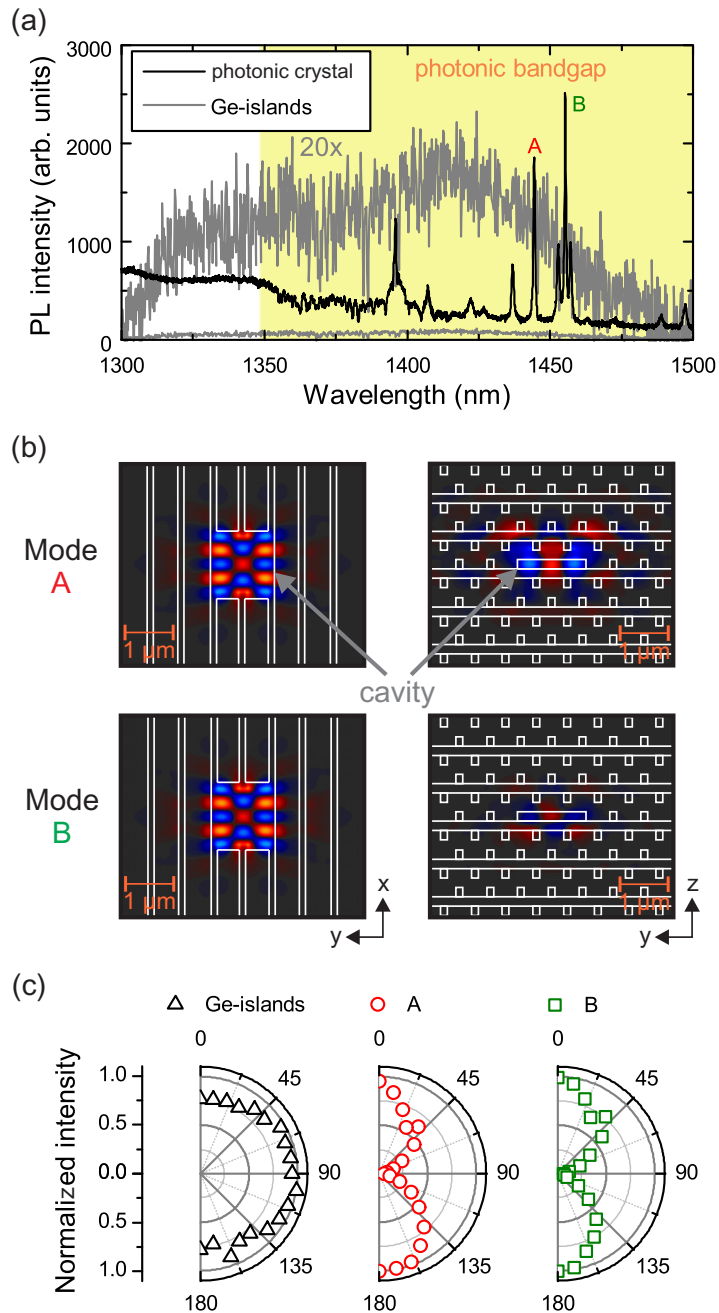 (a)
3000
2000
1000
0
PL intensity (arb. units)
photonic crystal
Ge-islands
photonic bandgap
20x
A
B
1300 1350 1400 1450 1500
Wavelength (nm)
(b)
Mode
A
1 µm
1 µm
cavity
Mode
B
1 µm
1 µm
x
y
z
y
(c)
Ge-islands
A
B
Normalized intensity
1.0
0.5
0.0
0.5
1.0
0
45
90
135
180
0
45
90
135
180
0
45
90
135
180